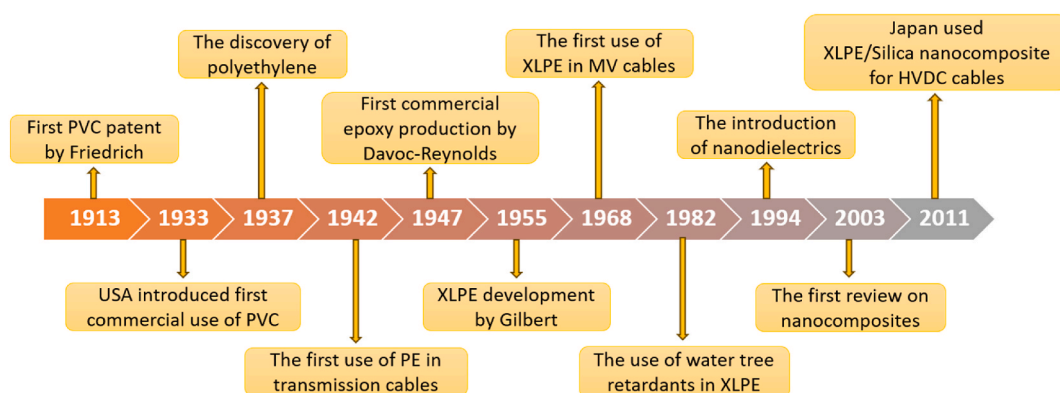 The discovery of
polyethylene
The first use of
XLPE in MV cables
Japan used
XLPE/Silica nanocomposite
for HVDC cables
First PVC patent
by Friedrich
First commercial
epoxy production by
Davoc-Reynolds
The introduction
of nanodielectrics
1913 1933 1937 1942 1947 1955 1968 1982 1994 2003 2011
USA introduced first
commercial use of PVC
XLPE development
by Gilbert
The first review on
nanocomposites
The first use of PE in
transmission cables
The use of water tree
retardants in XLPE